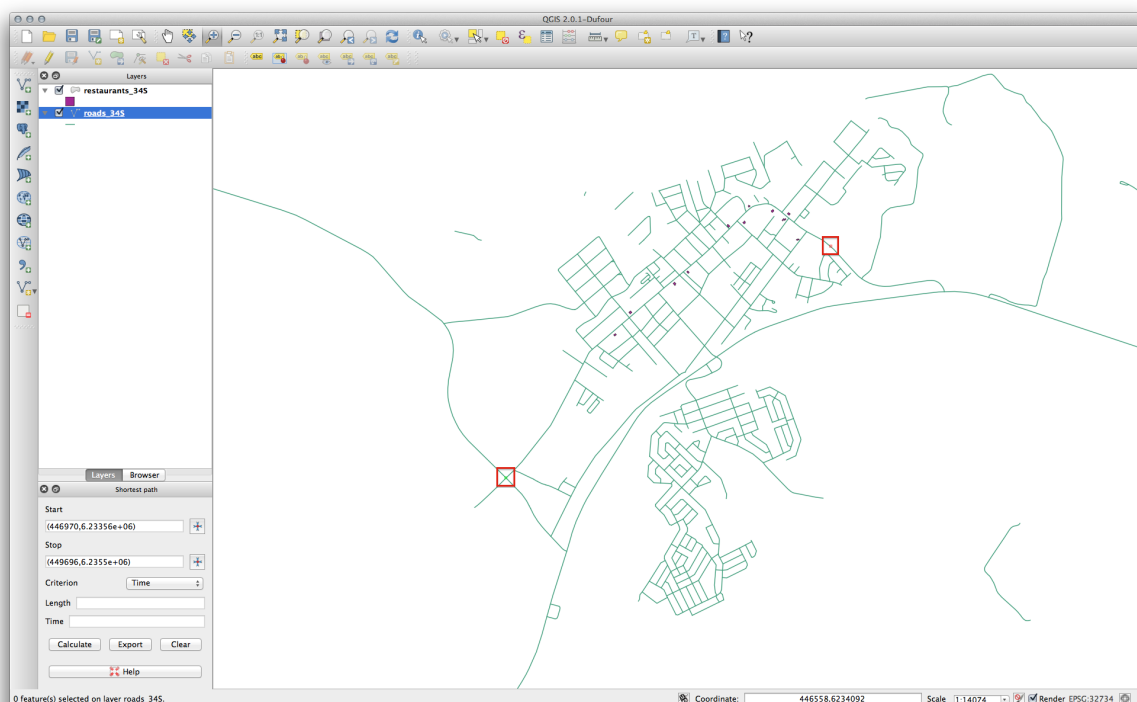 QGIS 2.0.1-Dufour
Layers
restaurants_34S
roads_34S
Layers Browser
Shortest path
Start
(446970,6.23356e+06)
Stop
(449696,6.2355e+06)
Criterion Time
Length
Time
Calculate Export Clear
Help
0 feature(s) selected on layer roads_34S.
Coordinate: 446558,6234092 Scale 1:14074 Render EPSG:32734